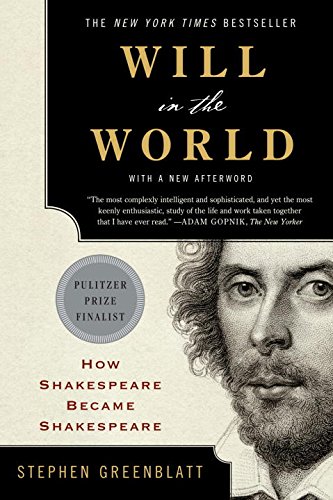 THE NEW YORK TIMES BESTSELLER
WILL
in the
WORLD
WITH A NEW AFTERWORD
"The most complexly intelligent and sophisticated, and yet the most
keenly enthusiastic, study of the life and work taken together
that I have ever read." —ADAM GOPNIK, The New Yorker
PULITZER
PRIZE
FINALIST
HOW
SHAKESPEARE
BECAME
SHAKESPEARE
STEPHEN GREENBLATT